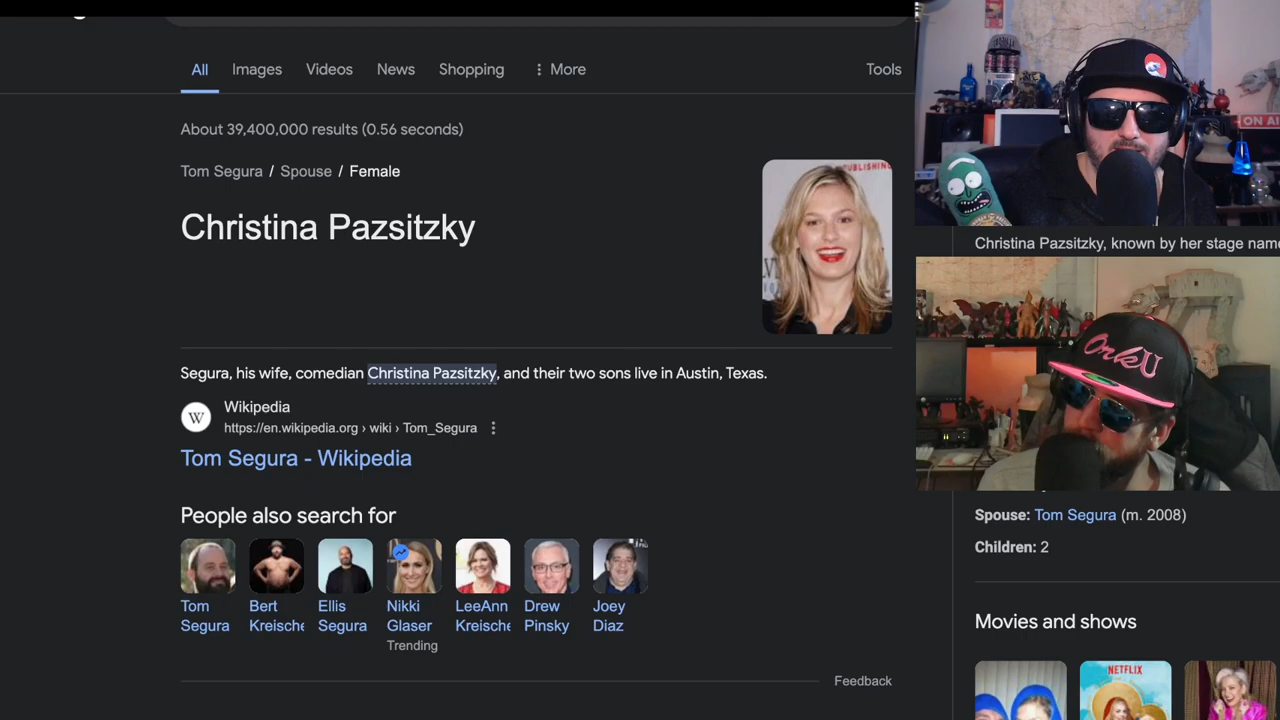 All Images Videos News Shopping More Tools
About 39,400,000 results (0.56 seconds)
Tom Segura / Spouse / Female
PUBLISHING
Christina Pazsitzky
ON AI
Christina Pazsitzky, known by her stage name
OrkU
Segura, his wife, comedian Christina Pazsitzky, and their two sons live in Austin, Texas.
W
Wikipedia
https://en.wikipedia.org › wiki › Tom_Segura
Tom Segura - Wikipedia
People also search for
Tom Segura
Bert Kreische
Ellis Segura
Nikki Glaser
Trending
LeeAnn Kreische
Drew Pinsky
Joey Diaz
Feedback
Spouse: Tom Segura (m. 2008)
Children: 2
Movies and shows
NETFLIX